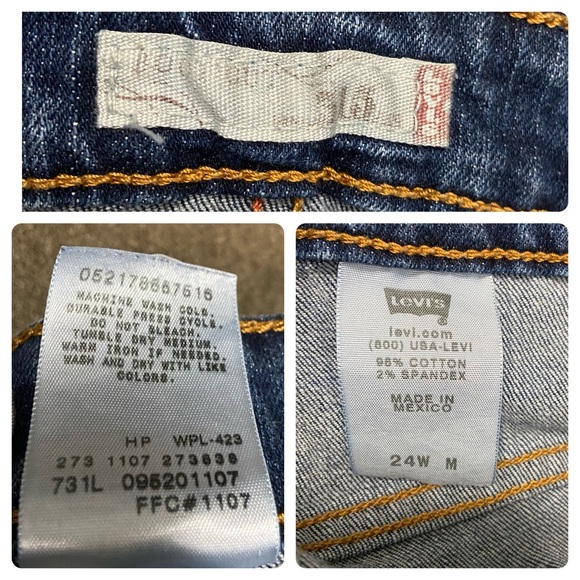 052178667616
MACHINE WASH COLD.
DURABLE PRESS CYCLE.
DO NOT BLEACH
TUMBLE DRY MEDIUM.
WARM IRON IF NEEDED.
WASH AND DRY WITH LIKE
COLORS.
HP WPL-423
273 1107 273636
731L 095201107
FFC#1107
LEVI'S
levi.com
(800) USA-LEVI
98% COTTON
2% SPANDEX
MADE IN
MEXICO
24W M